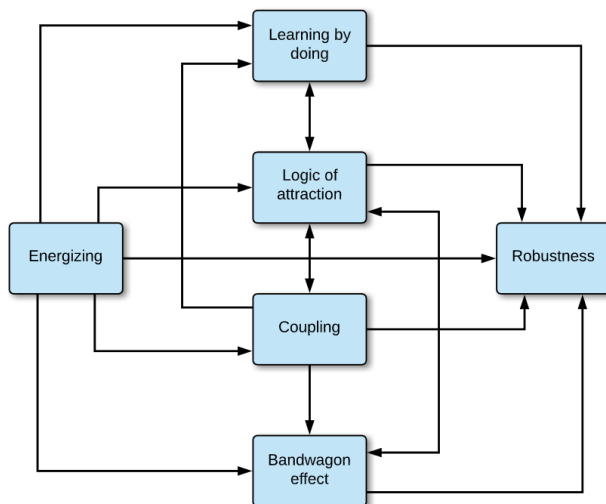 Learning by
doing
Logic of
attraction
Energizing
Robustness
Coupling
Bandwagon
effect